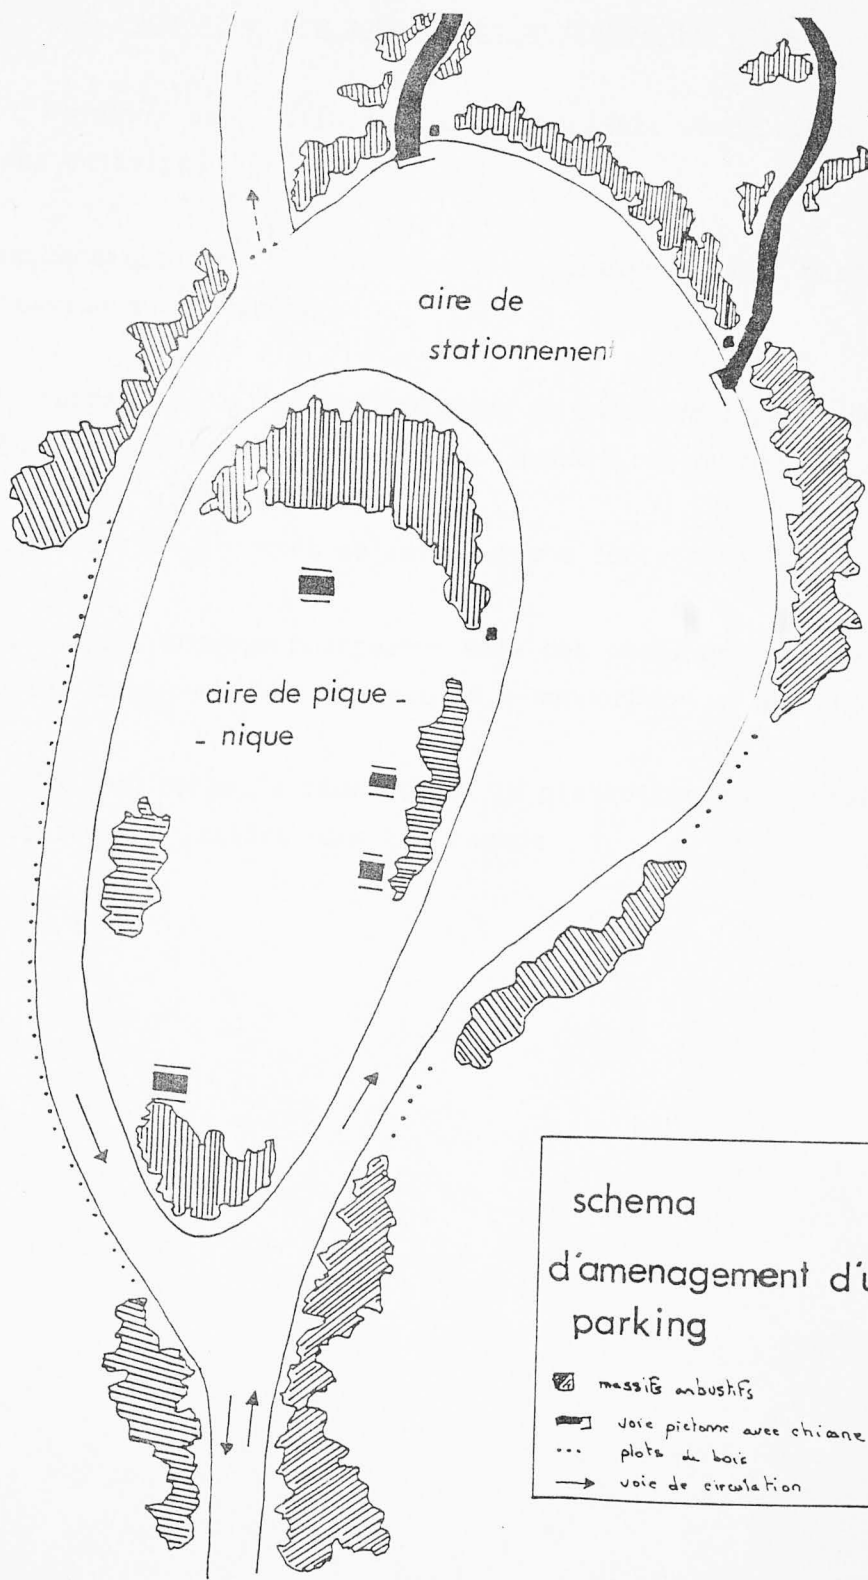 aire de
stationnement
aire de pique -
- nique
schema
d'amenagement d'u
parking
massifs arbustifs
voie pietonne avec chicane
plots de bois
voie de circulation